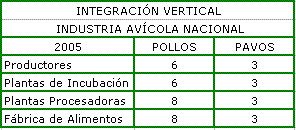 INTEGRACIÓN VERTICAL
INDUSTRIA AVÍCOLA NACIONAL
2005 POLLOS PAVOS
Productores 6 3
Plantas de Incubación 6 3
Plantas Procesadoras 8 3
Fábrica de Alimentos 8 3